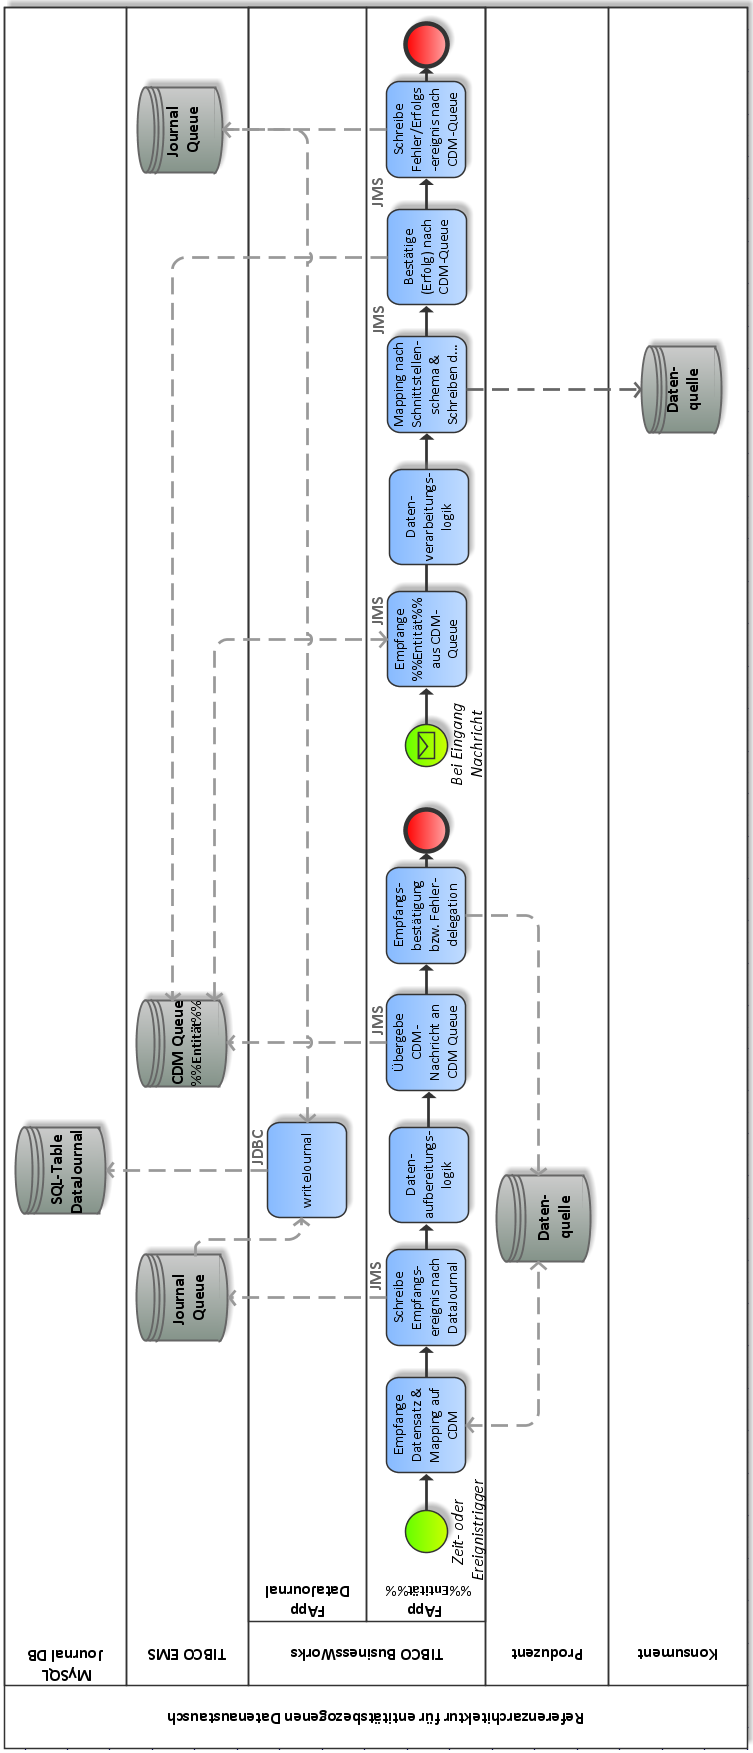 Referenzarchitektur für entitätsbezogenen Datenaustausch
MySQL
Journal DB
TIBCO EMS
TIBCO BusinessWorks
FApp
DataJournal
FApp
%%Entität%%
Produzent
Konsument
SQL-Table
DataJournal
Journal
Queue
CDM Queue
%%Entität%%
Journal
Queue
JDBC
writeJournal
Zeit- oder
Ereignistrigger
Empfange
Datensatz &
Mapping auf
CDM
JMS
Schreibe
Empfangs-
ereignis nach
DataJournal
Daten-
aufbereitungs-
logik
JMS
Übergebe
CDM-
Nachricht an
CDM Queue
Empfangs-
bestätigung
bzw. Fehler-
delegation
Bei Eingang
Nachricht
JMS
Empfange
%%Entität%%
aus CDM-
Queue
Daten-
verarbeitungs-
logik
Mapping nach
Schnittstellen-
schema &
Schreiben d...
JMS
Bestätige
(Erfolg) nach
CDM-Queue
JMS
Schreibe
Fehler/Erfolgs
-ereignis nach
CDM-Queue
Daten-
quelle
Daten-
quelle